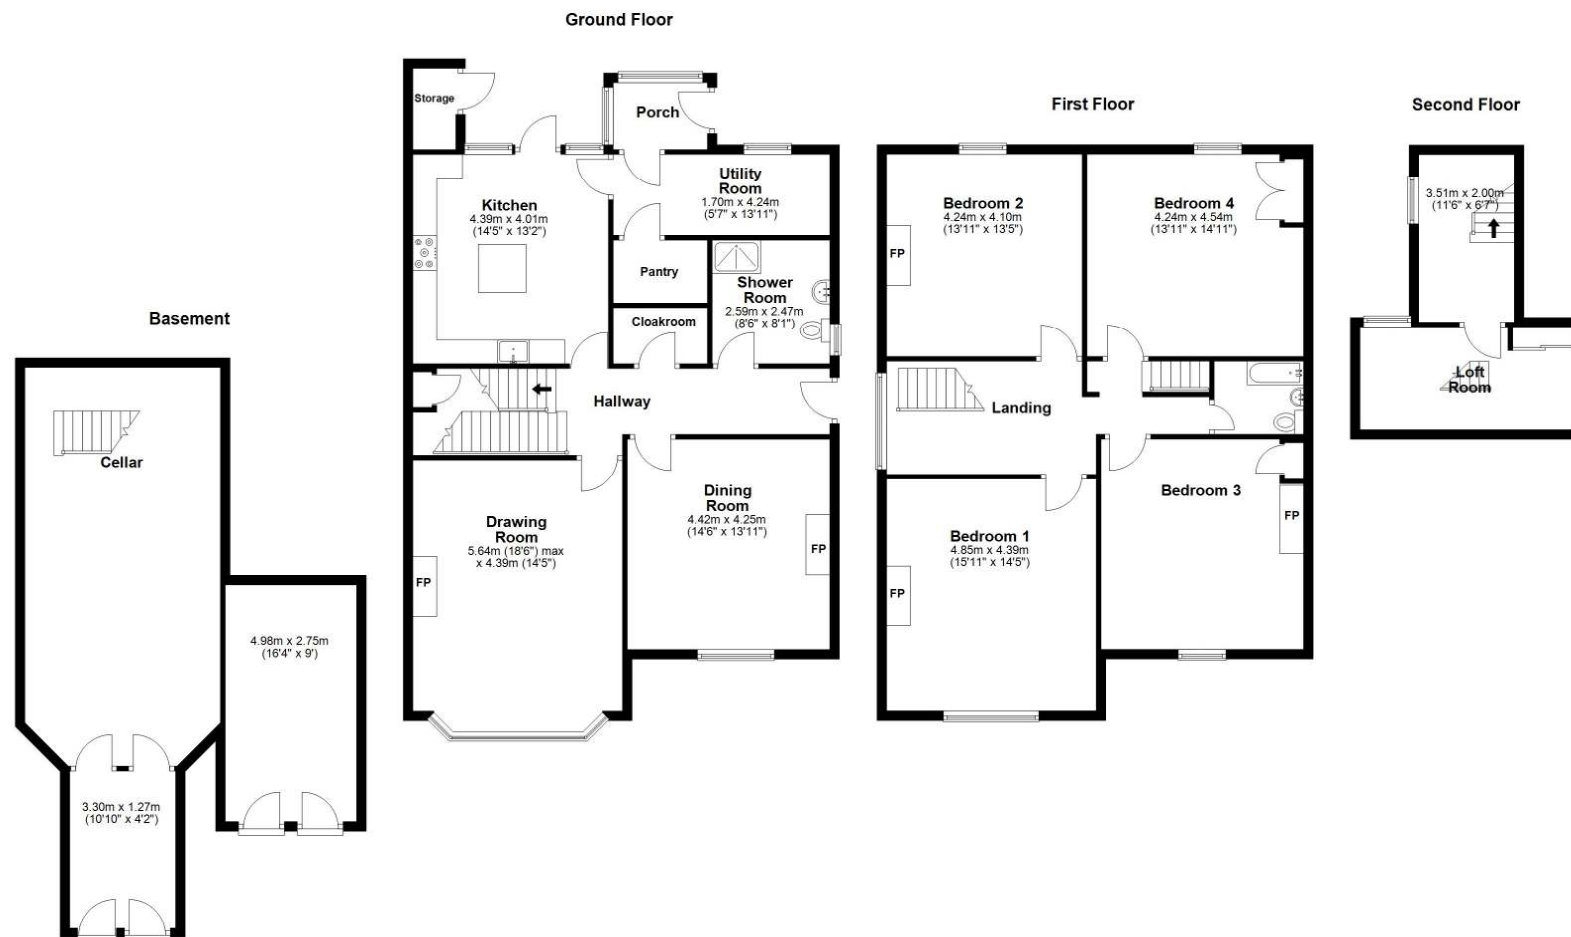 Ground Floor
Storage
Porch
Kitchen
4.39m x 4.01m
(14'5" x 13'2")
Utility
Room
1.70m x 4.24m
(5'7" x 13'11")
Pantry
Shower
Room
2.59m x 2.47m
(8'6" x 8'1")
Cloakroom
Hallway
Drawing
Room
5.64m (18'6") max
x 4.39m (14'5")
FP
Dining
Room
4.42m x 4.25m
(14'6" x 13'11")
FP
First Floor
Bedroom 2
4.24m x 4.10m
(13'11" x 13'5")
FP
Bedroom 4
4.24m x 4.54m
(13'11" x 14'11")
Landing
Bedroom 1
4.85m x 4.39m
(15'11" x 14'5")
FP
Bedroom 3
FP
Second Floor
3.51m x 2.00m
(11'6" x 6'7")
Loft
Room
Basement
Cellar
4.98m x 2.75m
(16'4" x 9')
3.30m x 1.27m
(10'10" x 4'2")